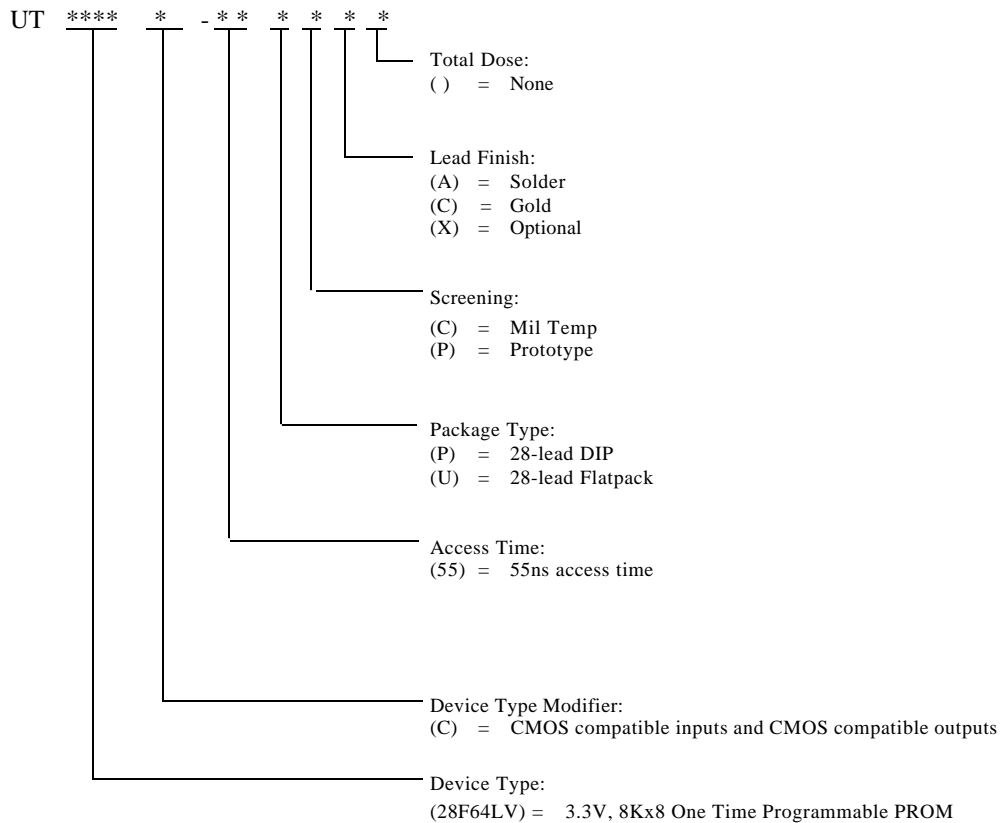 UT **** * - * * * * * *
Total Dose:
( ) = None
Lead Finish:
(A) = Solder
(C) = Gold
(X) = Optional
Screening:
(C) = Mil Temp
(P) = Prototype
Package Type:
(P) = 28-lead DIP
(U) = 28-lead Flatpack
Access Time:
(55) = 55ns access time
Device Type Modifier:
(C) = CMOS compatible inputs and CMOS compatible outputs
Device Type:
(28F64LV) = 3.3V, 8Kx8 One Time Programmable PROM